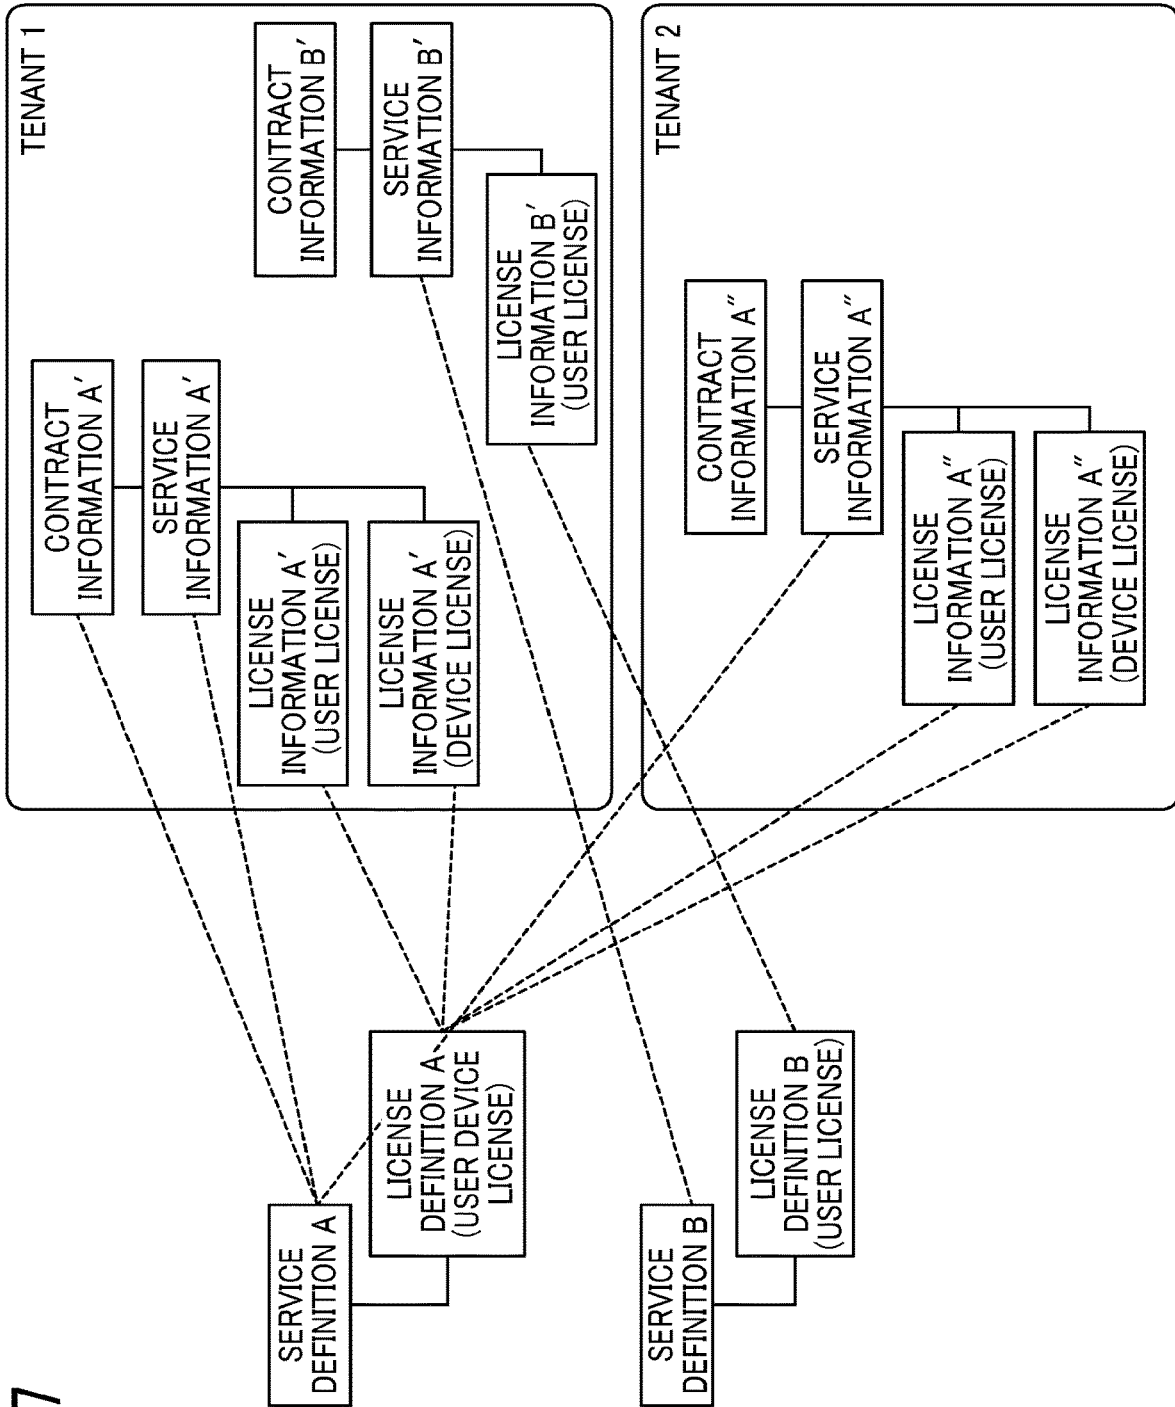 7
SERVICE
DEFINITION A
LICENSE
DEFINITION A
(USER DEVICE
LICENSE)
SERVICE
DEFINITION B
LICENSE
DEFINITION B
(USER LICENSE)
TENANT 1
CONTRACT
INFORMATION A′
SERVICE
INFORMATION A′
LICENSE
INFORMATION A′
(USER LICENSE)
LICENSE
INFORMATION A′
(DEVICE LICENSE)
CONTRACT
INFORMATION B′
SERVICE
INFORMATION B′
LICENSE
INFORMATION B′
(USER LICENSE)
TENANT 2
CONTRACT
INFORMATION A″
SERVICE
INFORMATION A″
LICENSE
INFORMATION A″
(USER LICENSE)
LICENSE
INFORMATION A″
(DEVICE LICENSE)